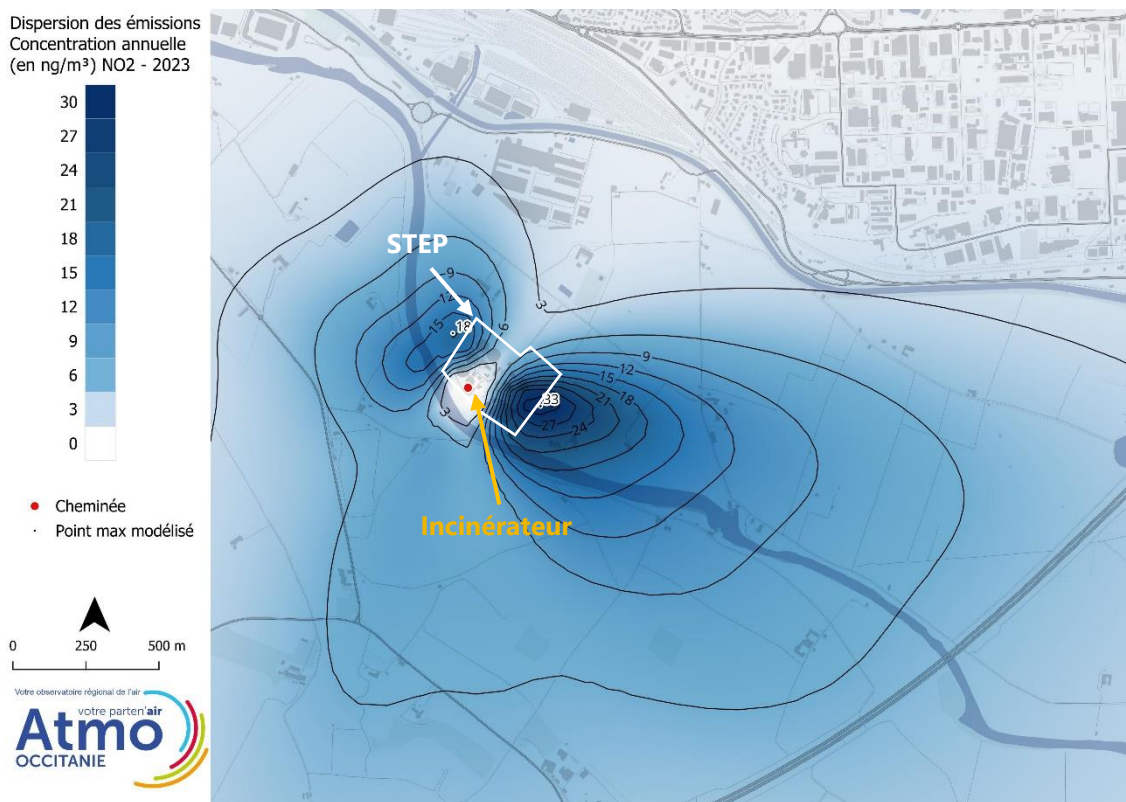 Dispersion des émissions
Concentration annuelle
(en ng/m³) NO2 - 2023
30
27
24
21
18
15
12
9
6
3
0
Cheminée
Point max modélisé
0 250 500 m
Votre observatoire régional de l'air
votre parten'air
Atmo
OCCITANIE
STEP
9
12
15
18
6
3
3
33
9
12
15
18
21
24
27
Incinérateur